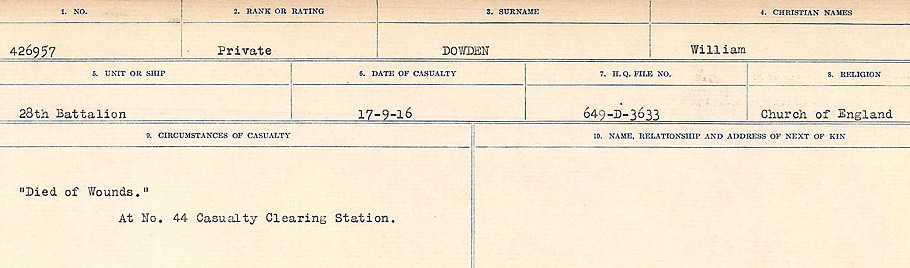 1. NO. 2. RANK OR RATING 3. SURNAME 4. CHRISTIAN NAMES
426957 Private DOWDEN William
5. UNIT OR SHIP 6. DATE OF CASUALTY 7. H. Q. FILE NO. 8. RELIGION
28th Battalion 17-9-16 649-D-3633 Church of England
9. CIRCUMSTANCES OF CASUALTY 10. NAME, RELATIONSHIP AND ADDRESS OF NEXT OF KIN
"Died of Wounds."
At No. 44 Casualty Clearing Station.